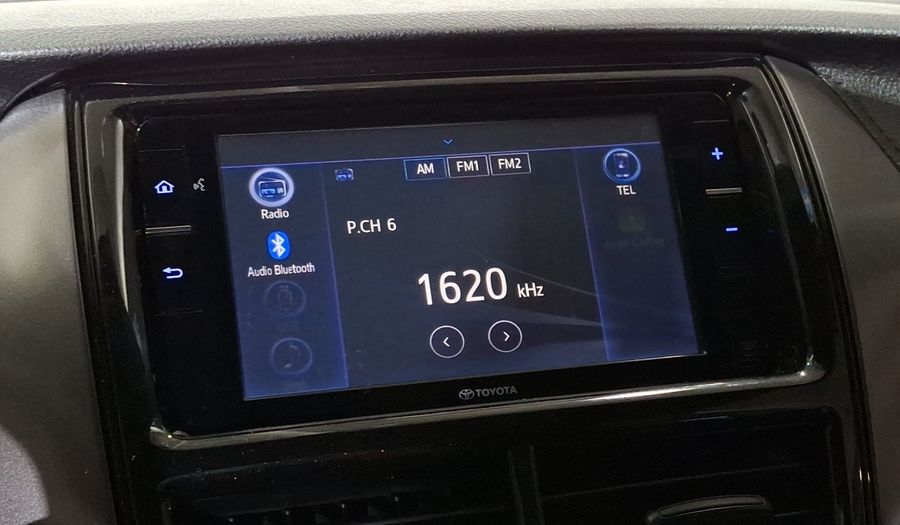 AM FM1 FM2
Radio
TEL
P.CH 6
Audio Bluetooth
1620 kHz
TOYOTA